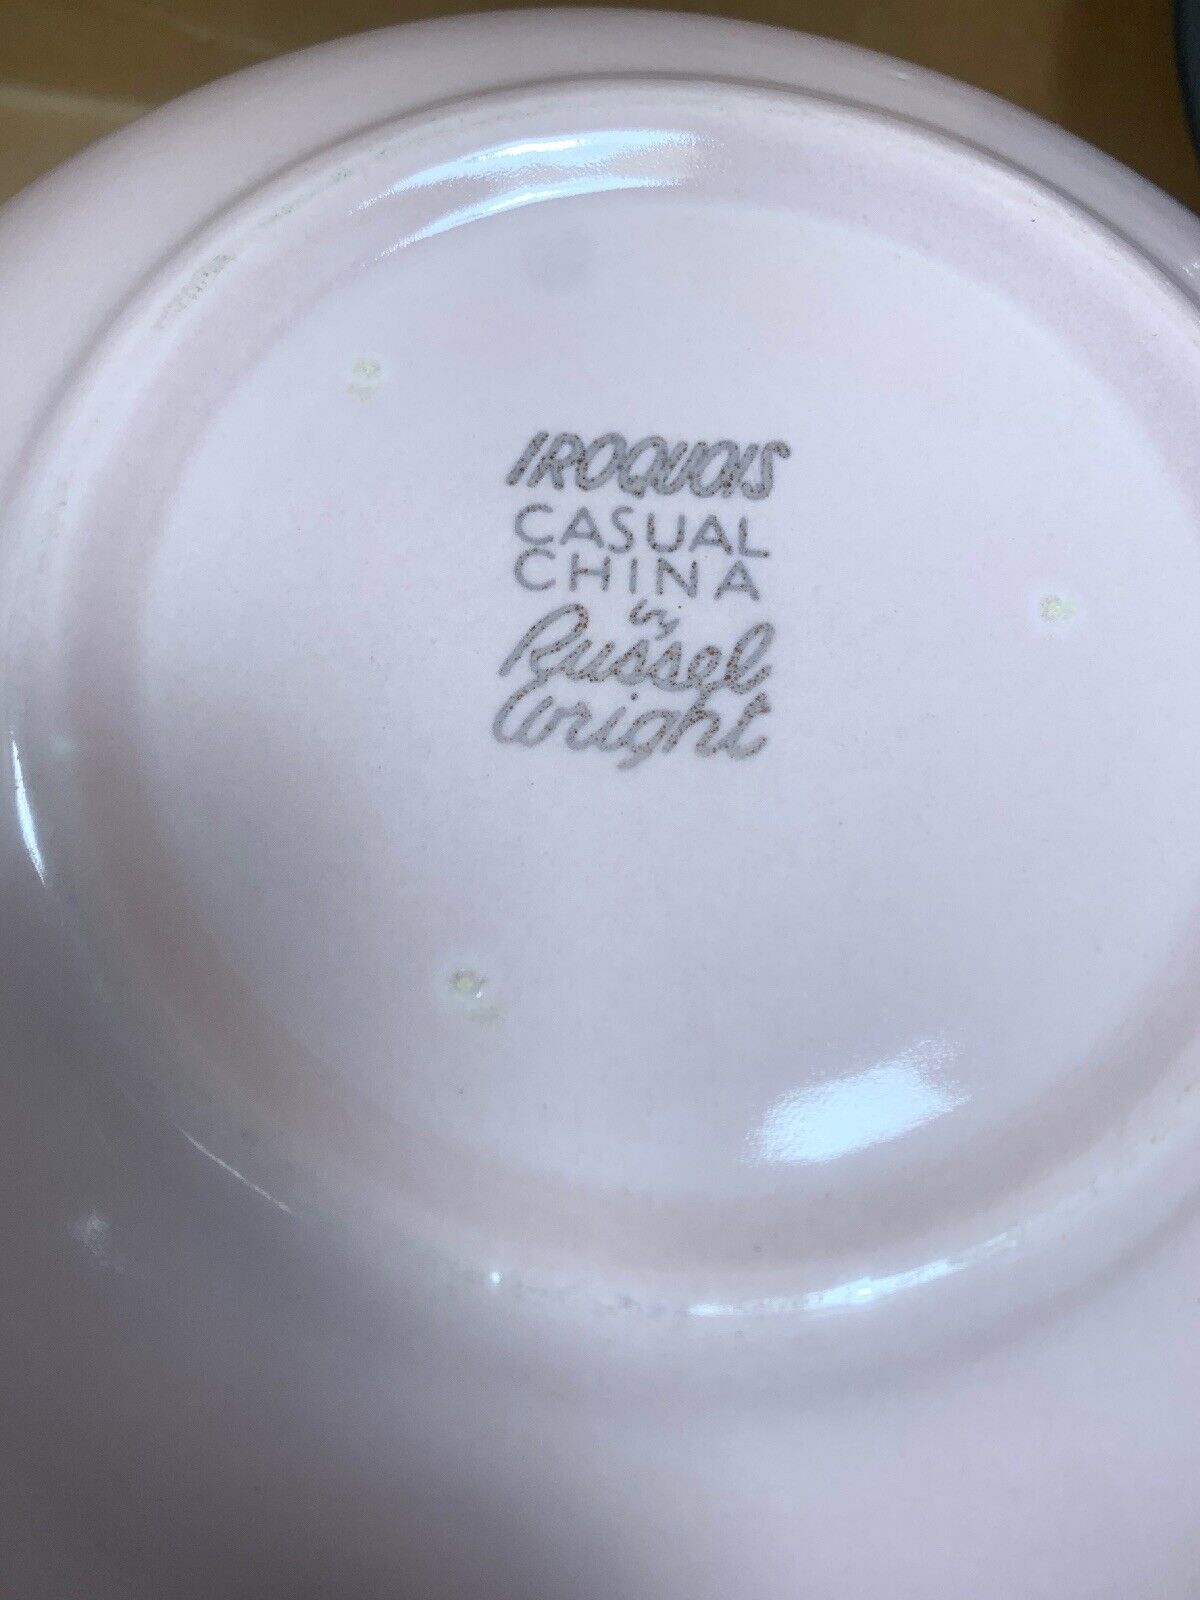 IROQUOIS
CASUAL
CHINA
by
Russel
Wright